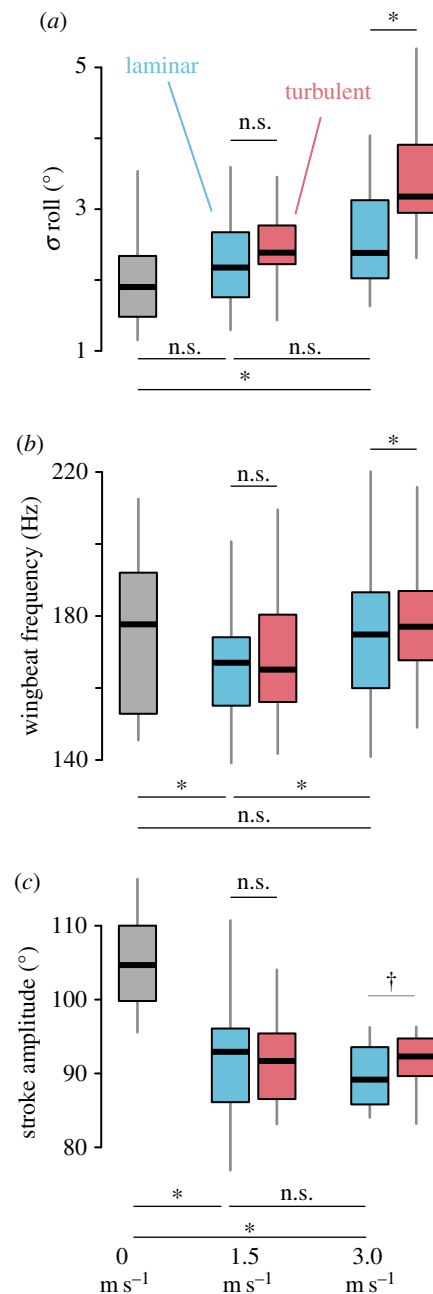 (a)
*
5
laminar
n.s.
turbulent
3
σ roll (°)
1
n.s. n.s.
*
(b)
*
220
n.s.
wingbeat frequency (Hz)
180
140
* *
n.s.
(c)
n.s.
110
†
100
stroke amplitude (°)
90
80
* n.s.
*
0 1.5 3.0
m s⁻¹ m s⁻¹ m s⁻¹